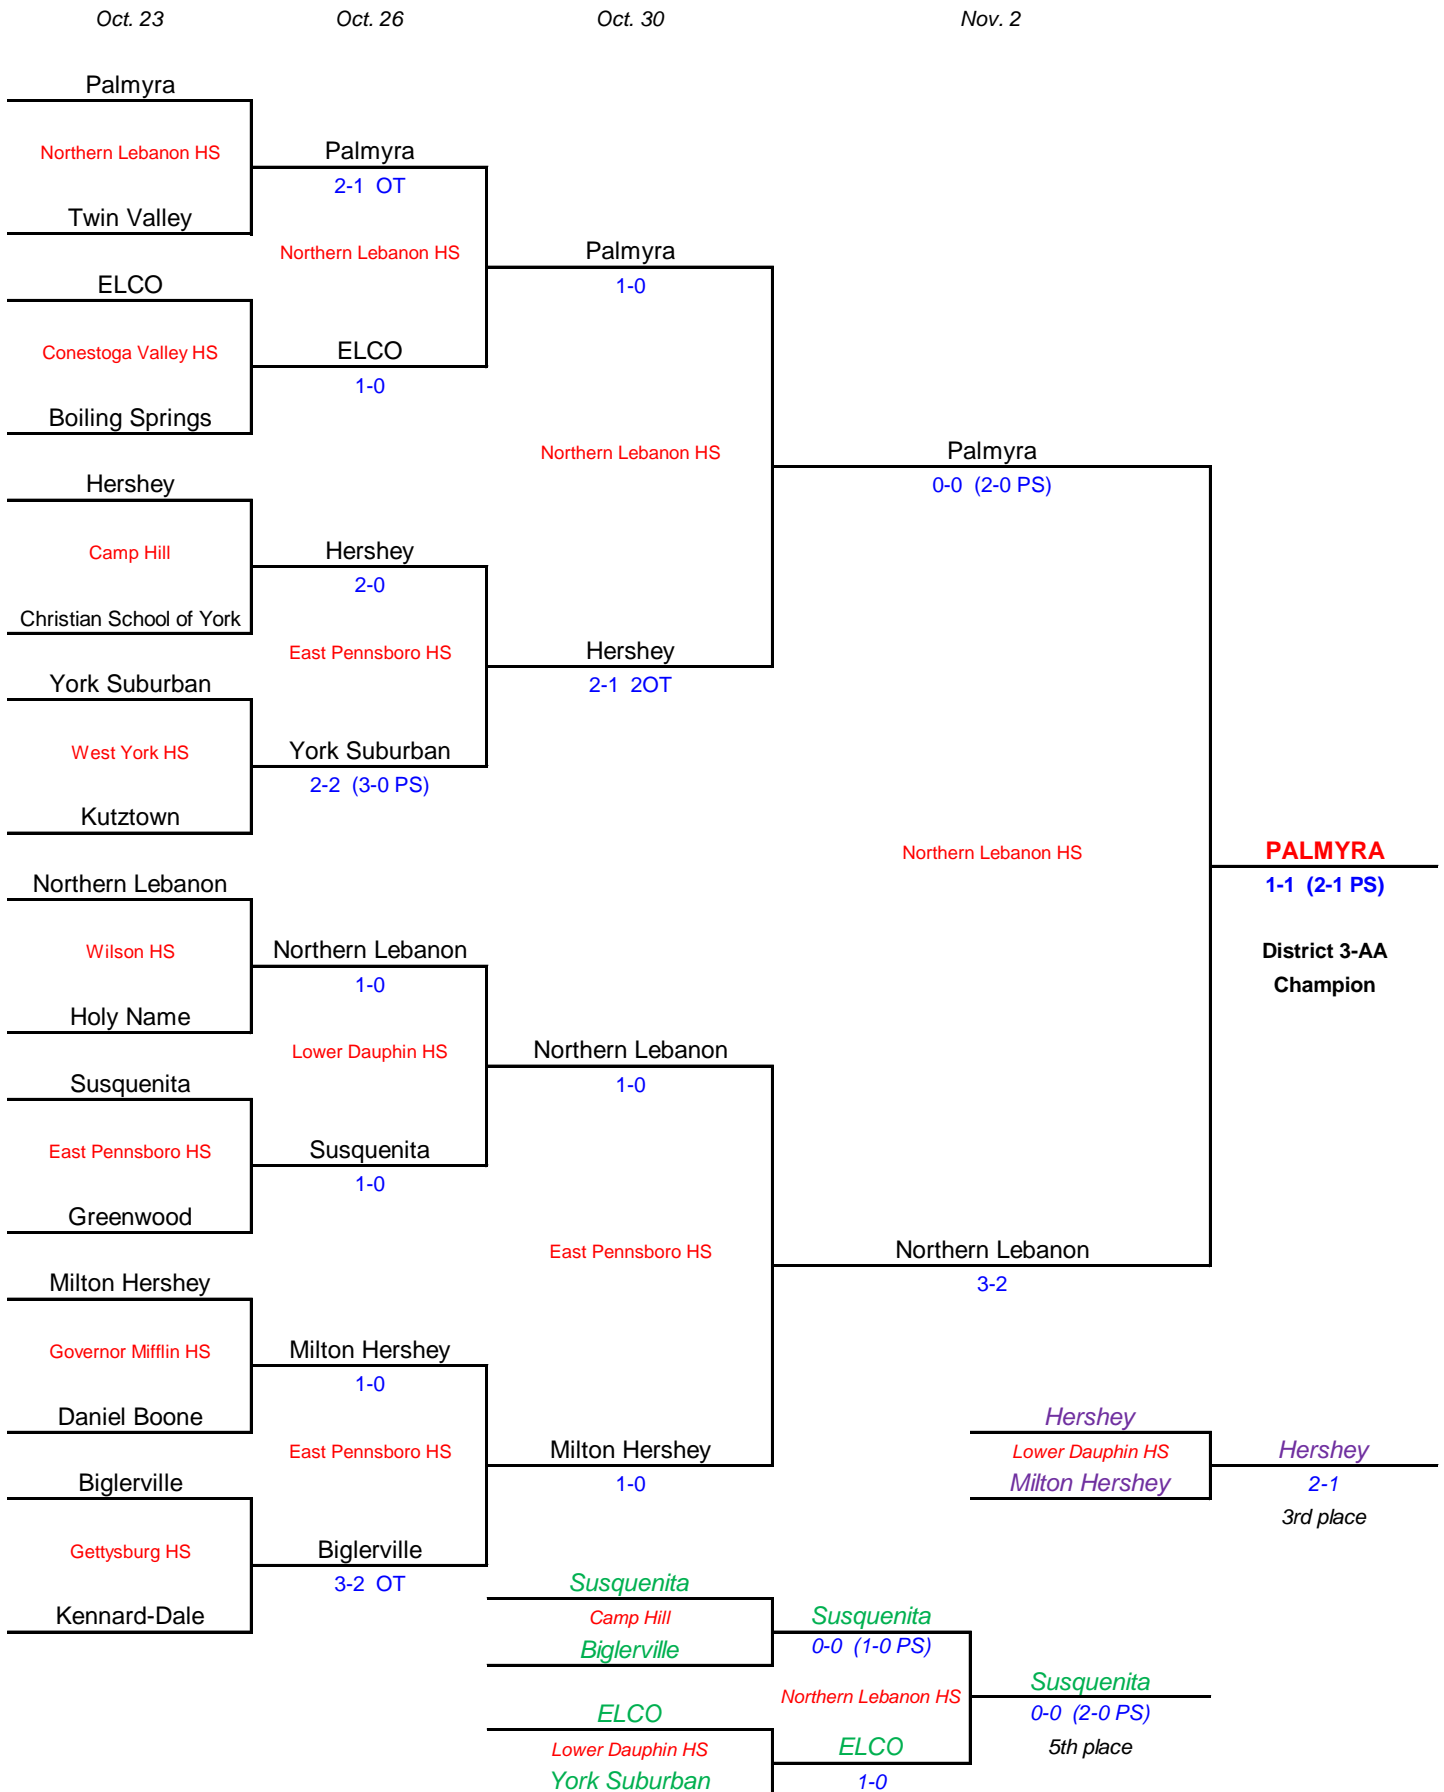 Oct. 23 Oct. 26 Oct. 30 Nov. 2
Palmyra
Northern Lebanon HS
Palmyra
2-1 OT
Twin Valley
Northern Lebanon HS
Palmyra
1-0
ELCO
Conestoga Valley HS
ELCO
1-0
Boiling Springs
Northern Lebanon HS
Palmyra
0-0 (2-0 PS)
Hershey
Camp Hill
Hershey
2-0
Christian School of York
East Pennsboro HS
Hershey
2-1 2OT
York Suburban
West York HS
York Suburban
2-2 (3-0 PS)
Kutztown
Northern Lebanon HS
PALMYRA
1-1 (2-1 PS)
District 3-AA
Champion
Northern Lebanon
Wilson HS
Northern Lebanon
1-0
Holy Name
Lower Dauphin HS
Northern Lebanon
1-0
Susquenita
East Pennsboro HS
Susquenita
1-0
Greenwood
East Pennsboro HS
Northern Lebanon
3-2
Milton Hershey
Governor Mifflin HS
Milton Hershey
1-0
Daniel Boone
East Pennsboro HS
Milton Hershey
1-0
Biglerville
Gettysburg HS
Biglerville
3-2 OT
Kennard-Dale
Hershey
Lower Dauphin HS
Milton Hershey
Hershey
2-1
3rd place
Susquenita
Camp Hill
Biglerville
Susquenita
0-0 (1-0 PS)
Northern Lebanon HS
Susquenita
0-0 (2-0 PS)
5th place
ELCO
Lower Dauphin HS
York Suburban
ELCO
1-0